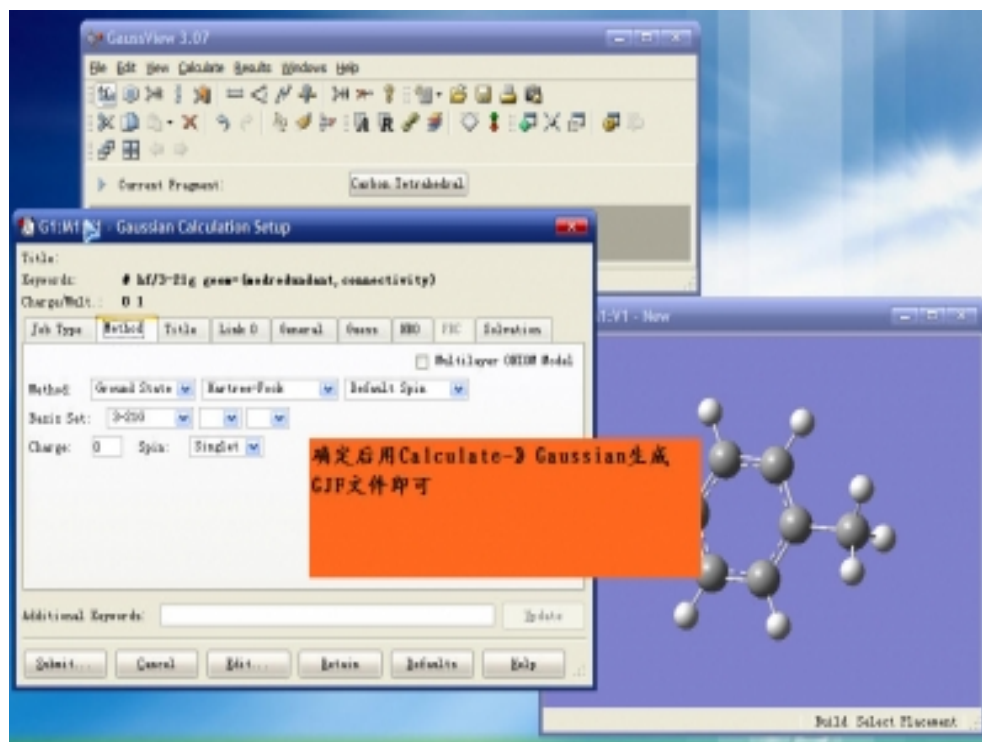 GaussView 3.07
File Edit View Calculate Results Windows Help
Current Fragment: Carbon Tetrahedral
G1:M1 - Gaussian Calculation Setup
Title:
Keywords: # hf/3-21g geom=(modredundant,connectivity)
Charge/Mult.: 0 1
Job Type Method Title Link 0 General Guess NBO PBC Solvation
Multilayer ONIOM Model
Method: Ground State Hartree-Fock Default Spin
Basis Set: 3-21G
Charge: 0 Spin: Singlet
确定后用Calculate-》Gaussian生成
GJF文件即可
Additional Keywords: Update
Submit... Cancel Edit... Retain Defaults Help
1:V1 - New
Build Select Placement